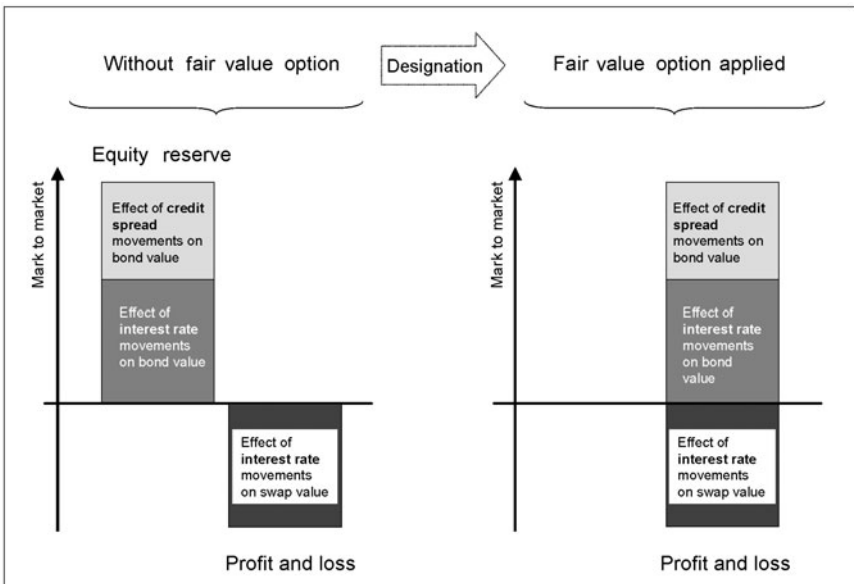 Without fair value option
Designation
Fair value option applied
Equity reserve
Mark to market
Effect of credit
spread
movements on
bond value
Effect of
interest rate
movements
on bond value
Effect of
interest rate
movements
on swap value
Profit and loss
Mark to market
Effect of credit
spread
movements on
bond value
Effect of
interest rate
movements
on bond
value
Effect of
interest rate
movements
on swap value
Profit and loss